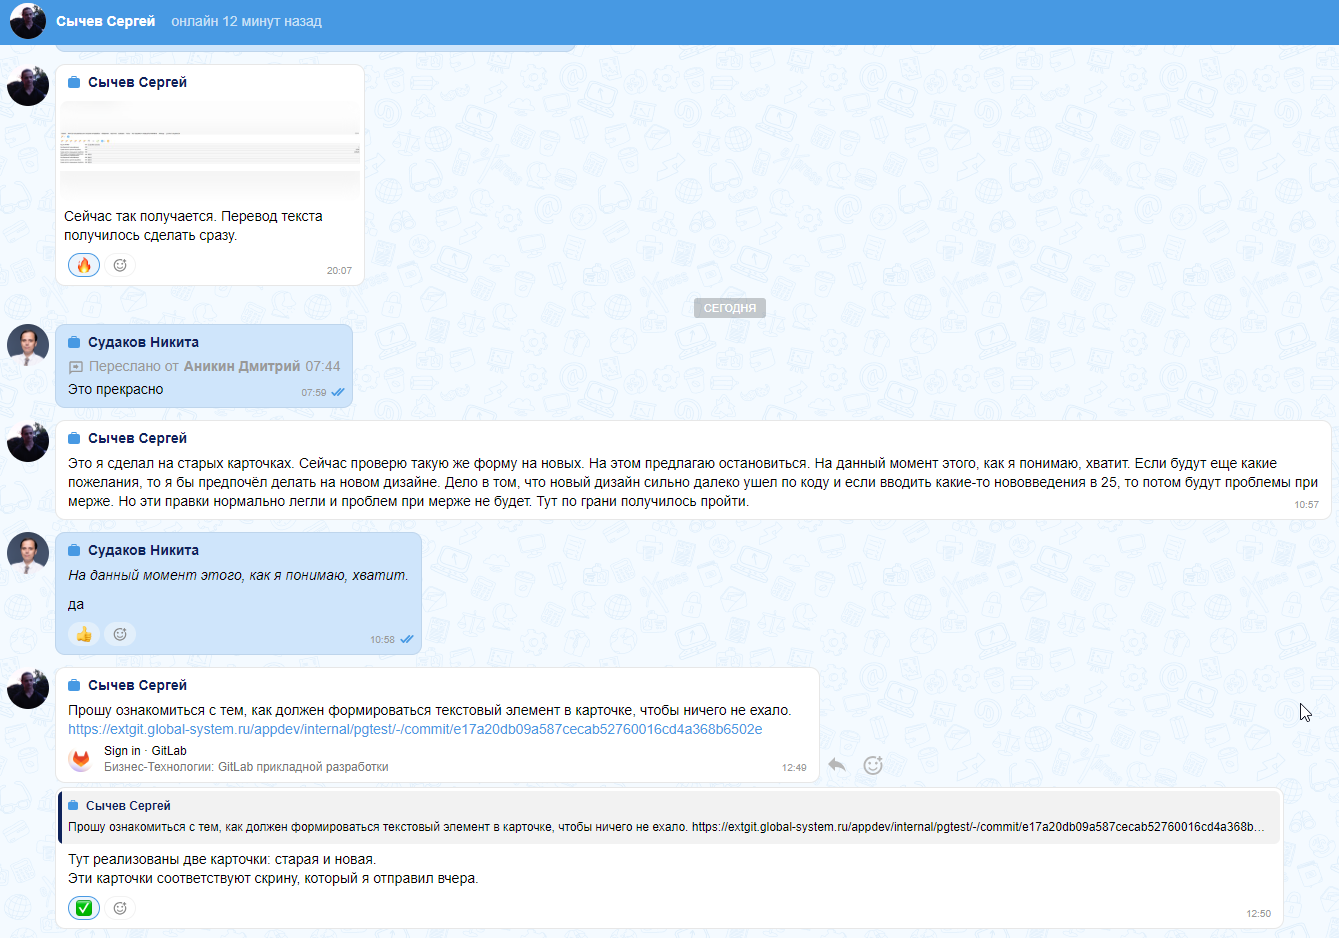 Сычев Сергей онлайн 12 минут назад
Сычев Сергей
Сейчас так получается. Перевод текста
получилось сделать сразу.
20:07
СЕГОДНЯ
Судаков Никита
Переслано от Аникин Дмитрий 07:44
Это прекрасно
07:59
Сычев Сергей
Это я сделал на старых карточках. Сейчас проверю такую же форму на новых. На этом предлагаю остановиться. На данный момент этого, как я понимаю, хватит. Если будут еще какие
пожелания, то я бы предпочёл делать на новом дизайне. Дело в том, что новый дизайн сильно далеко ушел по коду и если вводить какие-то нововведения в 25, то потом будут проблемы при
мерже. Но эти правки нормально легли и проблем при мерже не будет. Тут по грани получилось пройти.
10:57
Судаков Никита
На данный момент этого, как я понимаю, хватит.
да
10:58
Сычев Сергей
Прошу ознакомиться с тем, как должен формироваться текстовый элемент в карточке, чтобы ничего не ехало.
https://extgit.global-system.ru/appdev/internal/pgtest/-/commit/e17a20db09a587cecab52760016cd4a368b6502e
Sign in · GitLab
Бизнес-Технологии: GitLab прикладной разработки
12:49
Сычев Сергей
Прошу ознакомиться с тем, как должен формироваться текстовый элемент в карточке, чтобы ничего не ехало. https://extgit.global-system.ru/appdev/internal/pgtest/-/commit/e17a20db09a587cecab52760016cd4a368b...
Тут реализованы две карточки: старая и новая.
Эти карточки соответствуют скрину, который я отправил вчера.
12:50